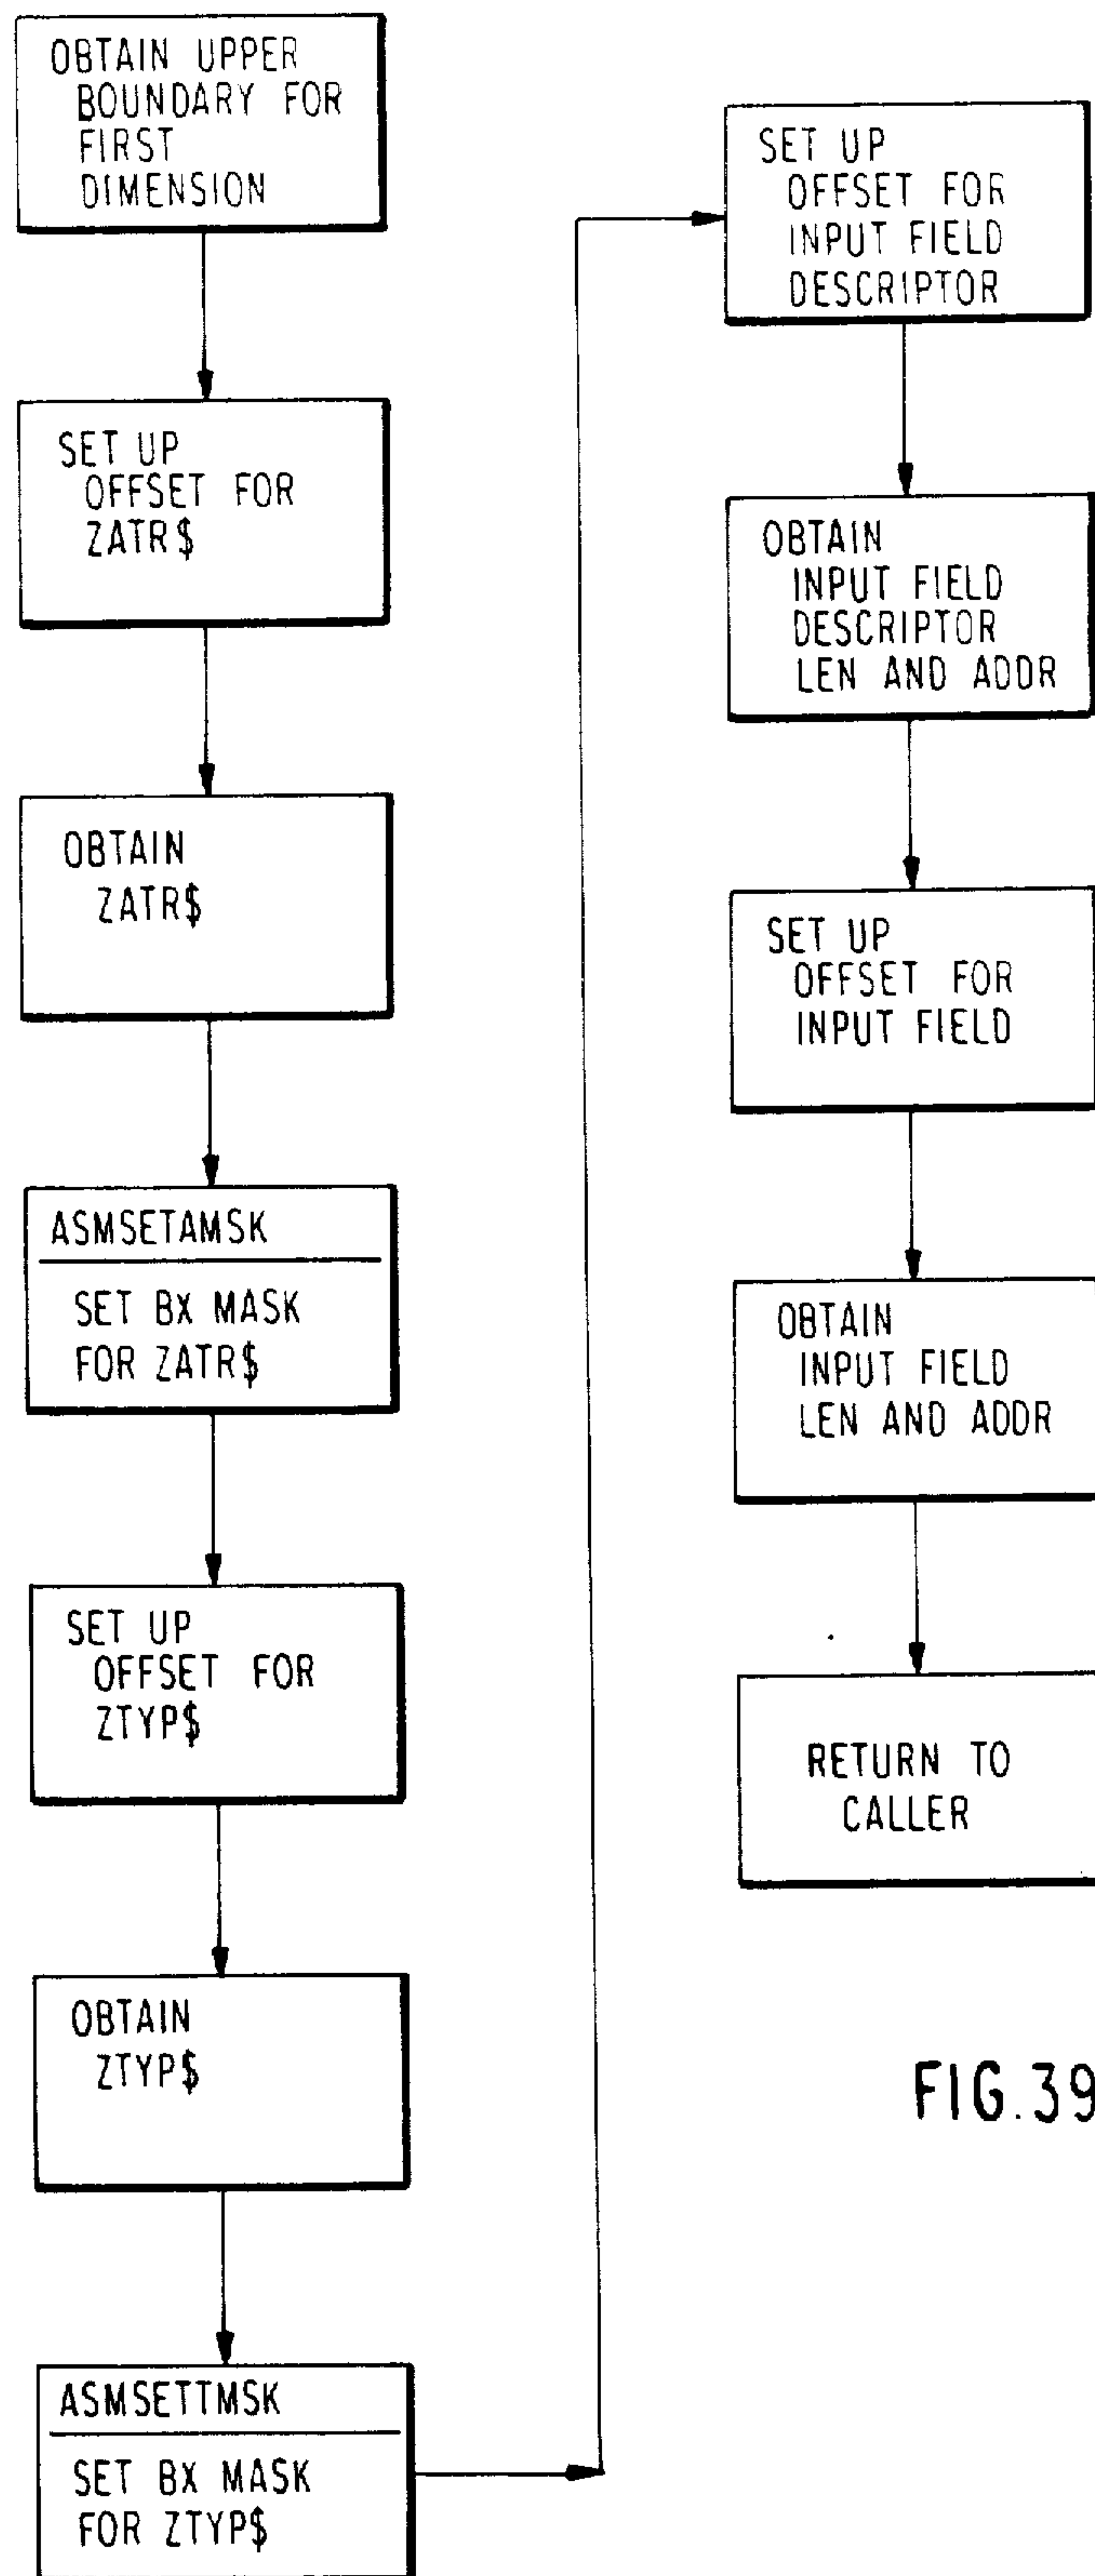 OBTAIN UPPER
BOUNDARY FOR
FIRST
DIMENSION
SET UP
OFFSET FOR
ZATR$
OBTAIN
ZATR$
ASMSETAMSK
SET BX MASK
FOR ZATR$
SET UP
OFFSET FOR
ZTYP$
OBTAIN
ZTYP$
ASMSETTMSK
SET BX MASK
FOR ZTYP$
SET UP
OFFSET FOR
INPUT FIELD
DESCRIPTOR
OBTAIN
INPUT FIELD
DESCRIPTOR
LEN AND ADDR
SET UP
OFFSET FOR
INPUT FIELD
OBTAIN
INPUT FIELD
LEN AND ADDR
RETURN TO
CALLER
FIG.39